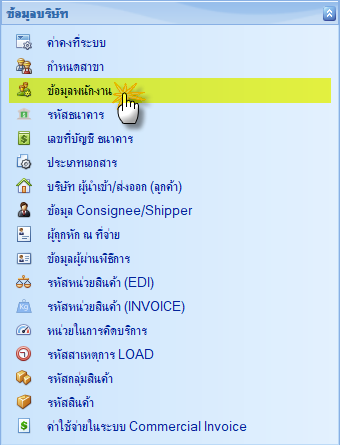 ข้อมูลบริษัท
ค่าคงที่ระบบ
กำหนดสาขา
ข้อมูลพนักงาน
รหัสธนาคาร
เลขที่บัญชี ธนาคาร
ประเภทเอกสาร
บริษัท ผู้นำเข้า/ส่งออก (ลูกค้า)
ข้อมูล Consignee/Shipper
ผู้ถูกหัก ณ ที่จ่าย
ข้อมูลผู้ผ่านพิธีการ
รหัสหน่วยสินค้า (EDI)
รหัสหน่วยสินค้า (INVOICE)
หน่วยในการคิดบริการ
รหัสสาเหตุการ LOAD
รหัสกลุ่มสินค้า
รหัสสินค้า
ค่าใช้จ่ายในระบบ Commercial Invoice